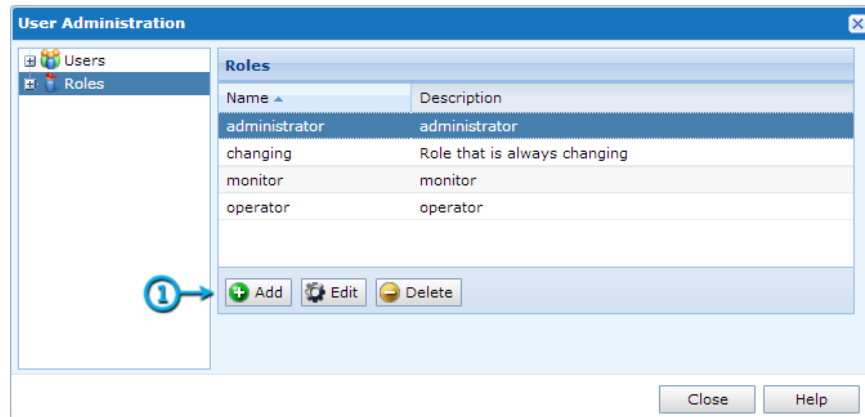 User Administration
Users
Roles
Roles
Name Description
administrator administrator
changing Role that is always changing
monitor monitor
operator operator
1
Add Edit Delete
Close Help